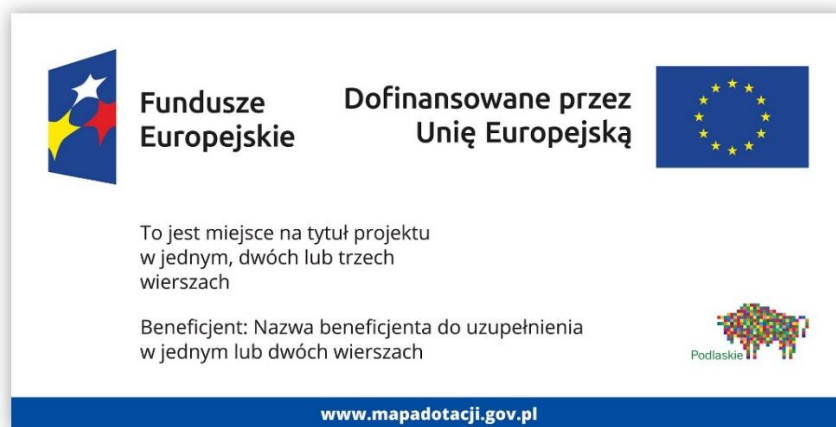 Fundusze
Europejskie
Dofinansowane przez
Unię Europejską
To jest miejsce na tytuł projektu
w jednym, dwóch lub trzech
wierszach
Beneficjent: Nazwa beneficjenta do uzupełnienia
w jednym lub dwóch wierszach
Podlaskie
www.mapadotacji.gov.pl